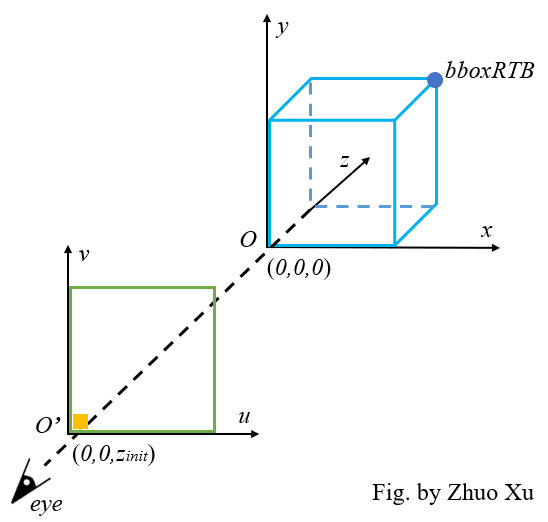 y
bboxRTB
z
O
x
(0,0,0)
v
O’
u
(0,0,zinit)
eye
Fig. by Zhuo Xu